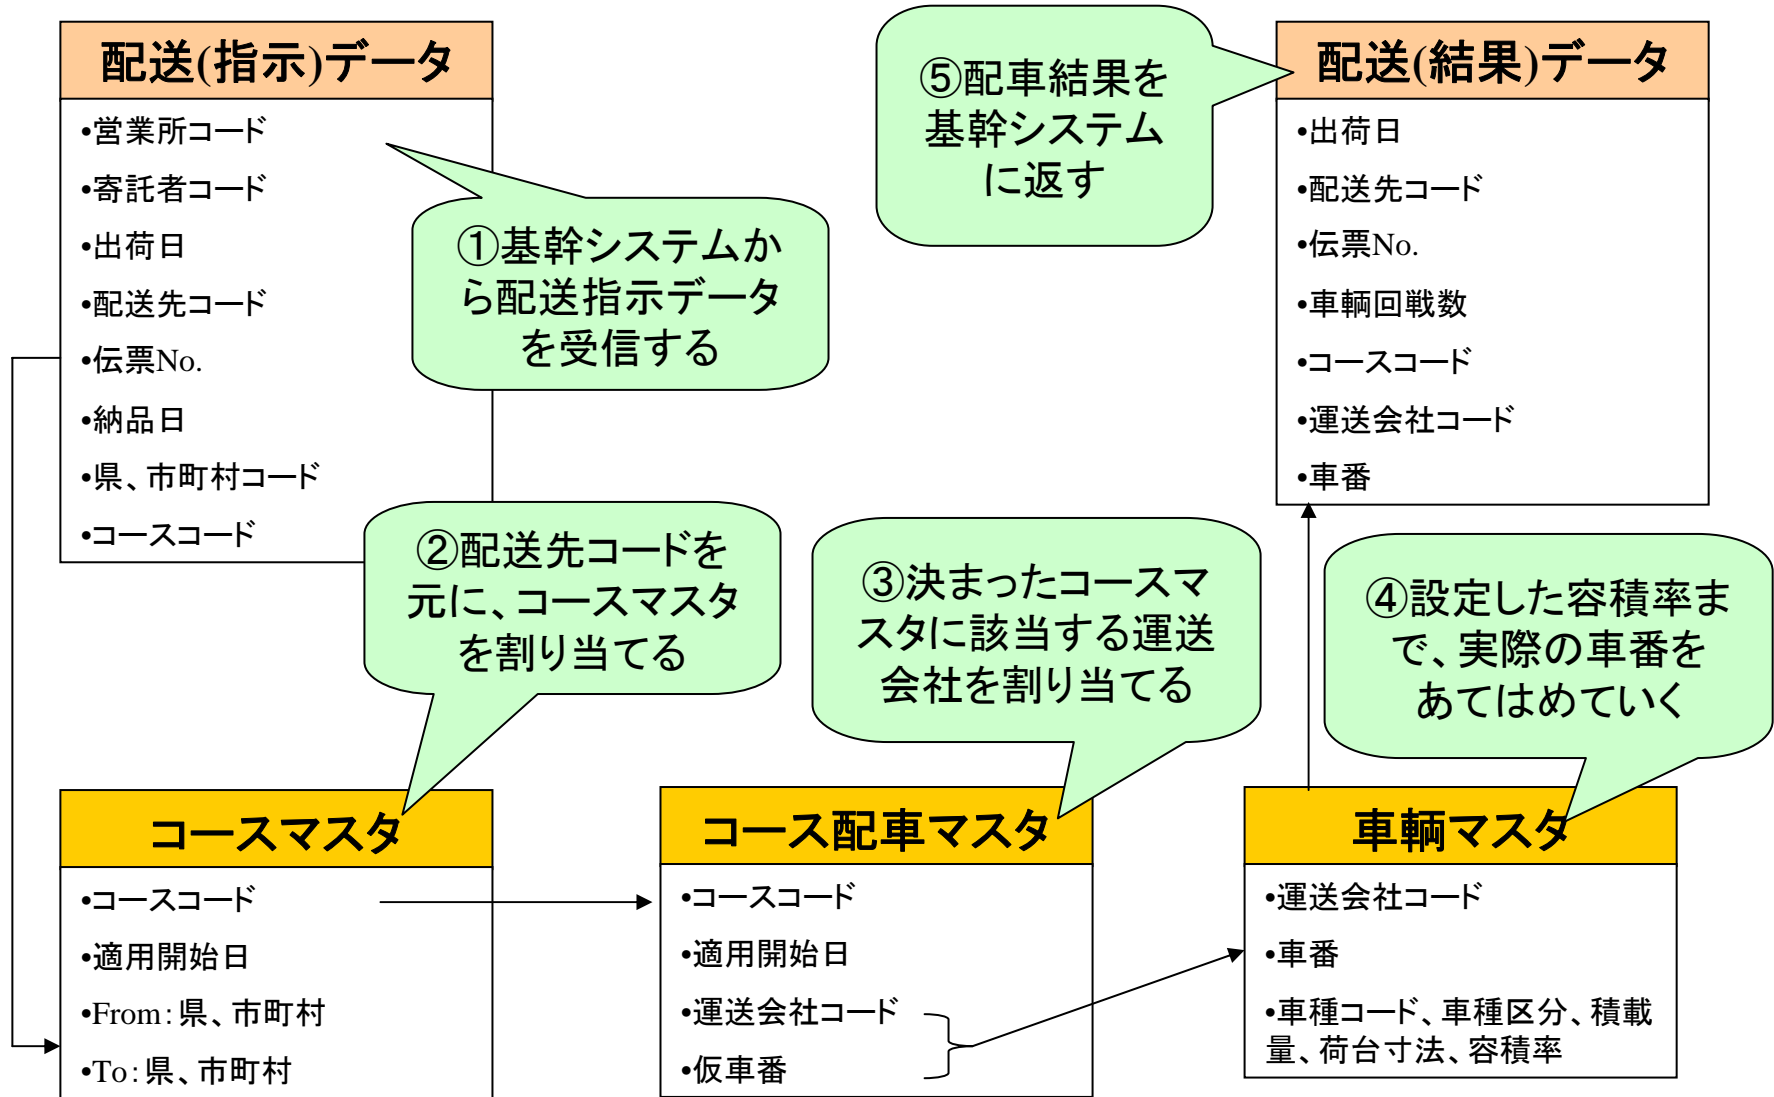 配送(指示)データ
•営業所コード
•寄託者コード
•出荷日
•配送先コード
•伝票No.
•納品日
•県、市町村コード
•コースコード
①基幹システムか
ら配送指示データ
を受信する
⑤配車結果を
基幹システム
に返す
配送(結果)データ
•出荷日
•配送先コード
•伝票No.
•車輌回戦数
•コースコード
•運送会社コード
•車番
②配送先コードを
元に、コースマスタ
を割り当てる
③決まったコースマ
スタに該当する運送
会社を割り当てる
④設定した容積率ま
で、実際の車番を
あてはめていく
コースマスタ
•コースコード
•適用開始日
•From:県、市町村
•To:県、市町村
コース配車マスタ
•コースコード
•適用開始日
•運送会社コード
•仮車番
車輌マスタ
•運送会社コード
•車番
•車種コード、車種区分、積載
量、荷台寸法、容積率